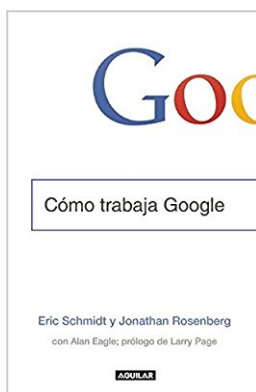 Goo
Cómo trabaja Google
Eric Schmidt y Jonathan Rosenberg
con Alan Eagle; prólogo de Larry Page
AGUILAR